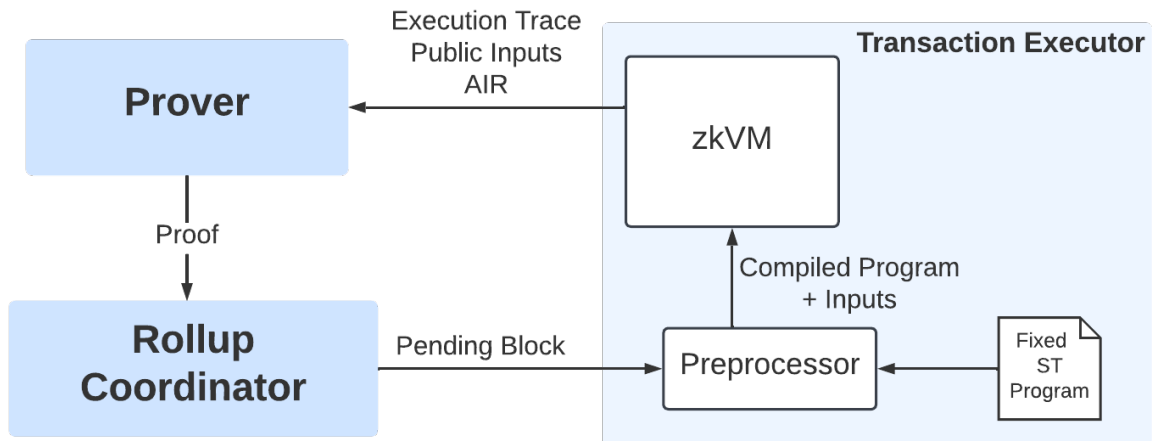 Execution Trace
Public Inputs
AIR
Transaction Executor
Prover
zkVM
Proof
Compiled Program
+ Inputs
Rollup
Coordinator
Pending Block
Preprocessor
Fixed
ST
Program